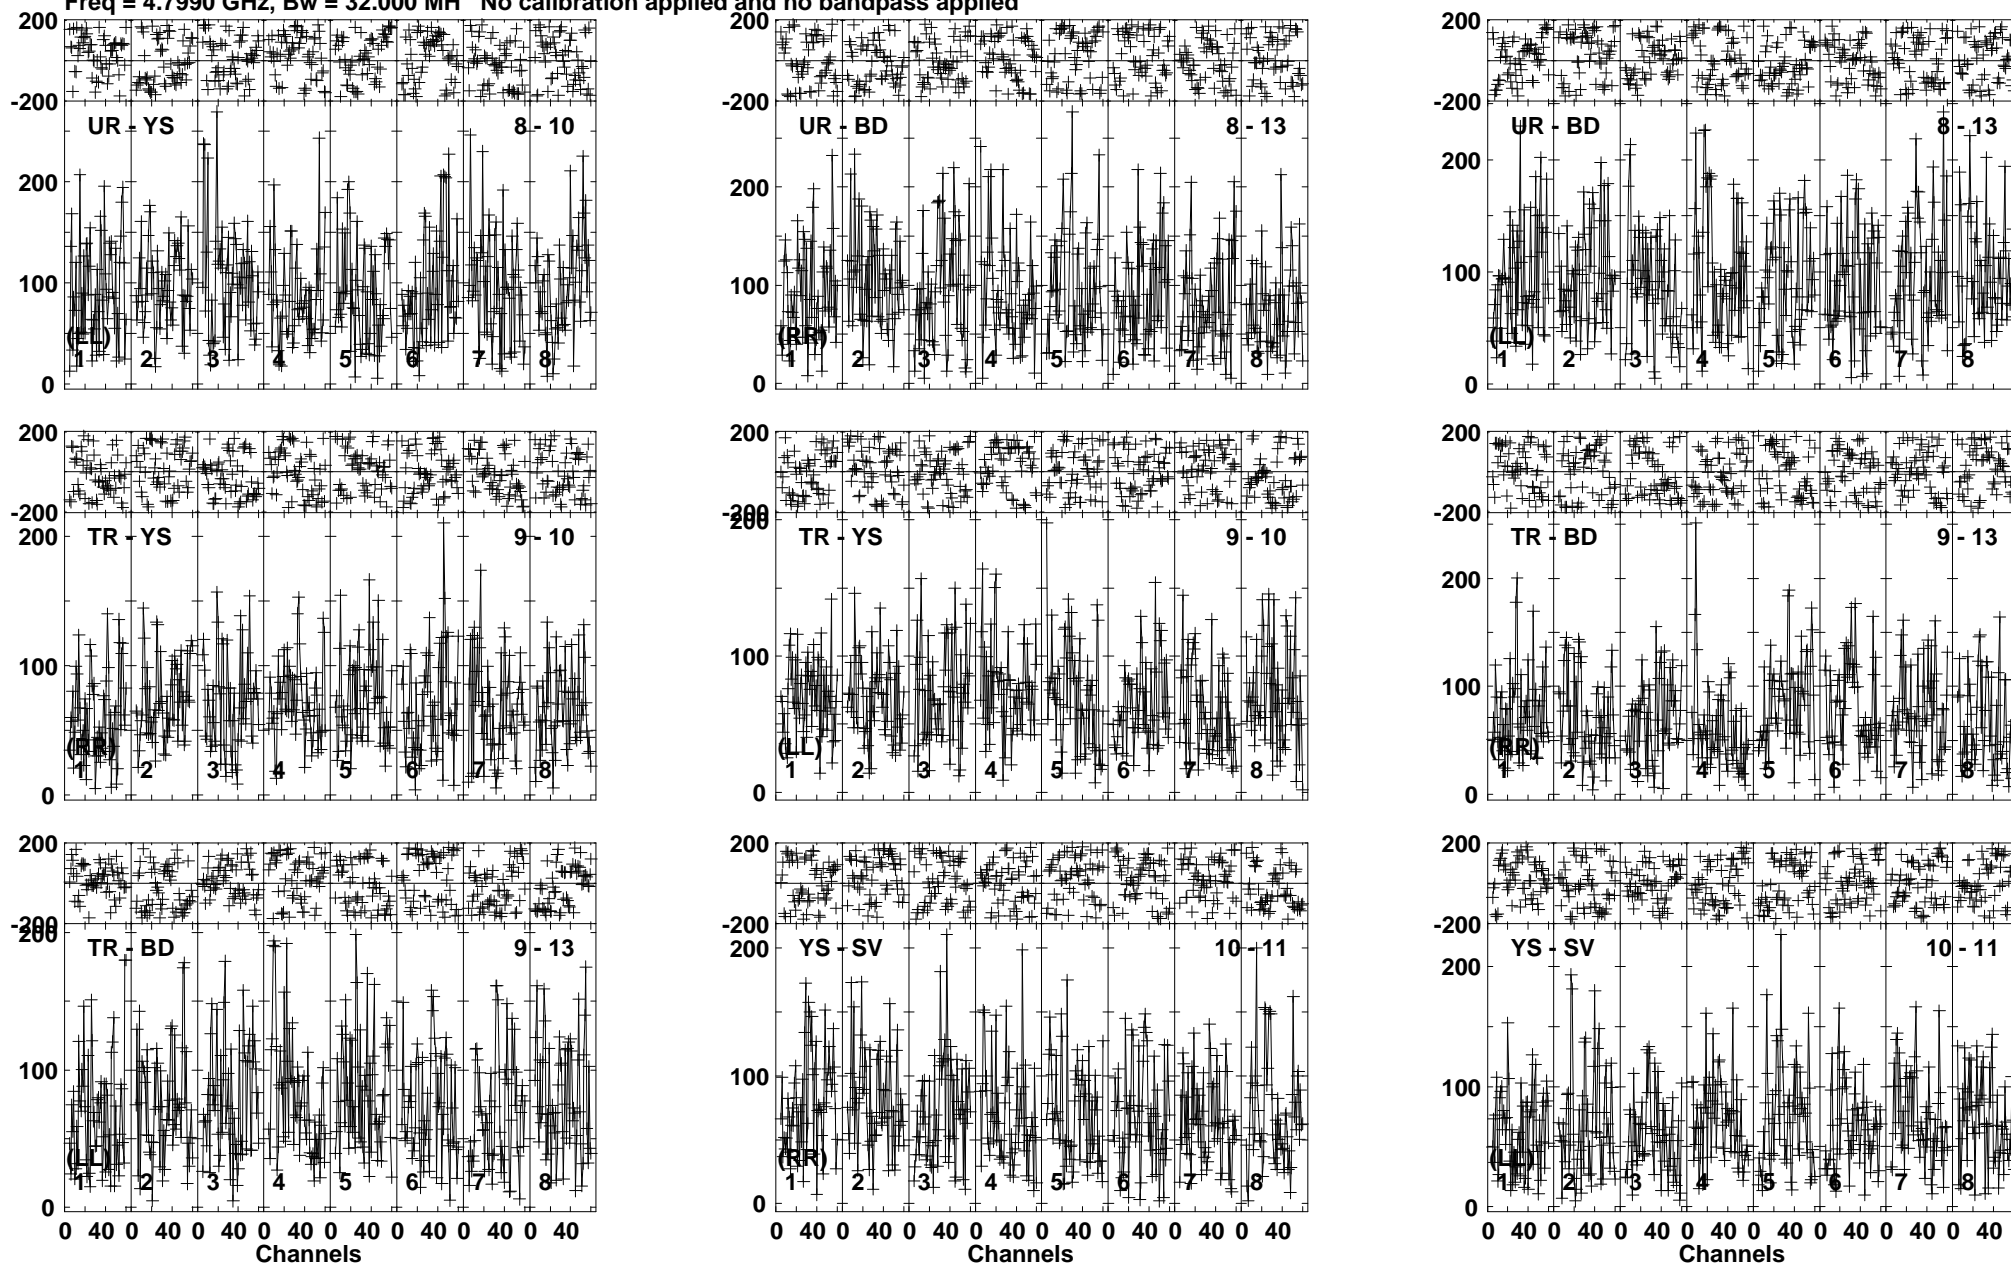 Freq = 4.7990 GHz, Bw = 32.000 MH No calibration applied and no bandpass applied
200 200 200
-200 -200 -200
UR - YS 8 - 10 UR - BD 8 - 13 UR - BD 8 - 13
200 200 200
100 100 100
(LL) (RR) (LL)
1 2 3 4 5 6 7 8 1 2 3 4 5 6 7 8 1 2 3 4 5 6 7 8
0 0 0
200 200 200
-200 -200 -200
200
TR - YS 9 - 10 TR - YS 9 - 10 TR - BD 9 - 13
200 200
100 100 100
(RR) (LL) (RR)
1 2 3 4 5 6 7 8 1 2 3 4 5 6 7 8 1 2 3 4 5 6 7 8
0 0 0
200 200 200
-200 -200 -200
200
TR - BD 9 - 13 YS - SV 10 - 11 YS - SV 10 - 11
200 200
100 100 100
(LL) (RR) (LL)
1 2 3 4 5 6 7 8 1 2 3 4 5 6 7 8 1 2 3 4 5 6 7 8
0 0 0
0 40 0 40 0 40 0 40 0 40 0 40 0 40 0 40 0 40 0 40 0 40 0 40 0 40 0 40 0 40 0 40 0 40 0 40 0 40 0 40 0 40 0 40 0 40 0 40
Channels Channels Channels